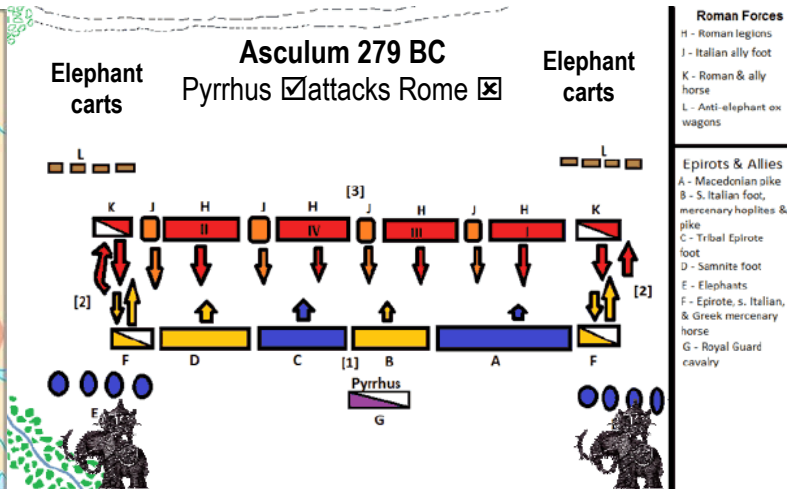 Asculum 279 BC
Pyrrhus ☑attacks Rome ☒
Elephant
carts
Elephant
carts
L
L
[3]
K
J
H
J
H
J
H
J
H
K
II
IV
III
I
[2]
[2]
F
D
C
[1]
B
A
F
Pyrrhus
G
E
Roman Forces
H - Roman legions
J - Italian ally foot
K - Roman & ally
horse
L - Anti-elephant ox
wagons
Epirots & Allies
A - Macedonian pike
B - S. Italian foot,
mercenary hoplites &
pike
C - Tribal Epirote
foot
D - Samnite foot
E - Elephants
F - Epirote, s. Italian,
& Greek mercenary
horse
G - Royal Guard
cavalry